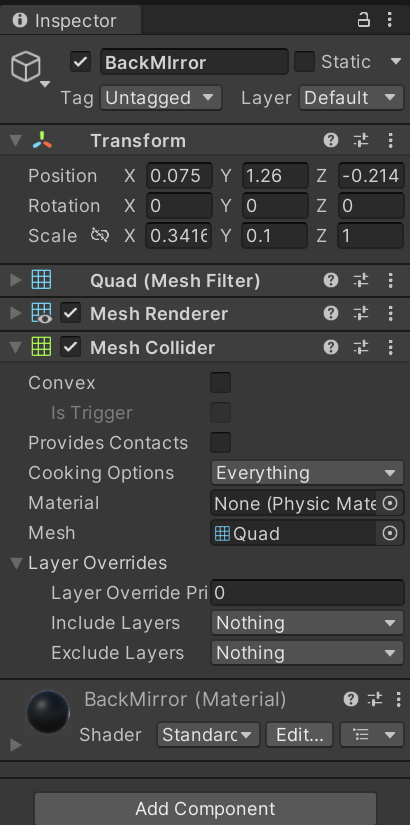 Inspector
BackMIrror Static
Tag Untagged Layer Default
Transform
Position X 0.075 Y 1.26 Z -0.214
Rotation X 0 Y 0 Z 0
Scale X 0.3416 Y 0.1 Z 1
Quad (Mesh Filter)
Mesh Renderer
Mesh Collider
Convex
Is Trigger
Provides Contacts
Cooking Options Everything
Material None (Physic Mate
Mesh Quad
Layer Overrides
Layer Override Pri 0
Include Layers Nothing
Exclude Layers Nothing
BackMirror (Material)
Shader Standard Edit...
Add Component